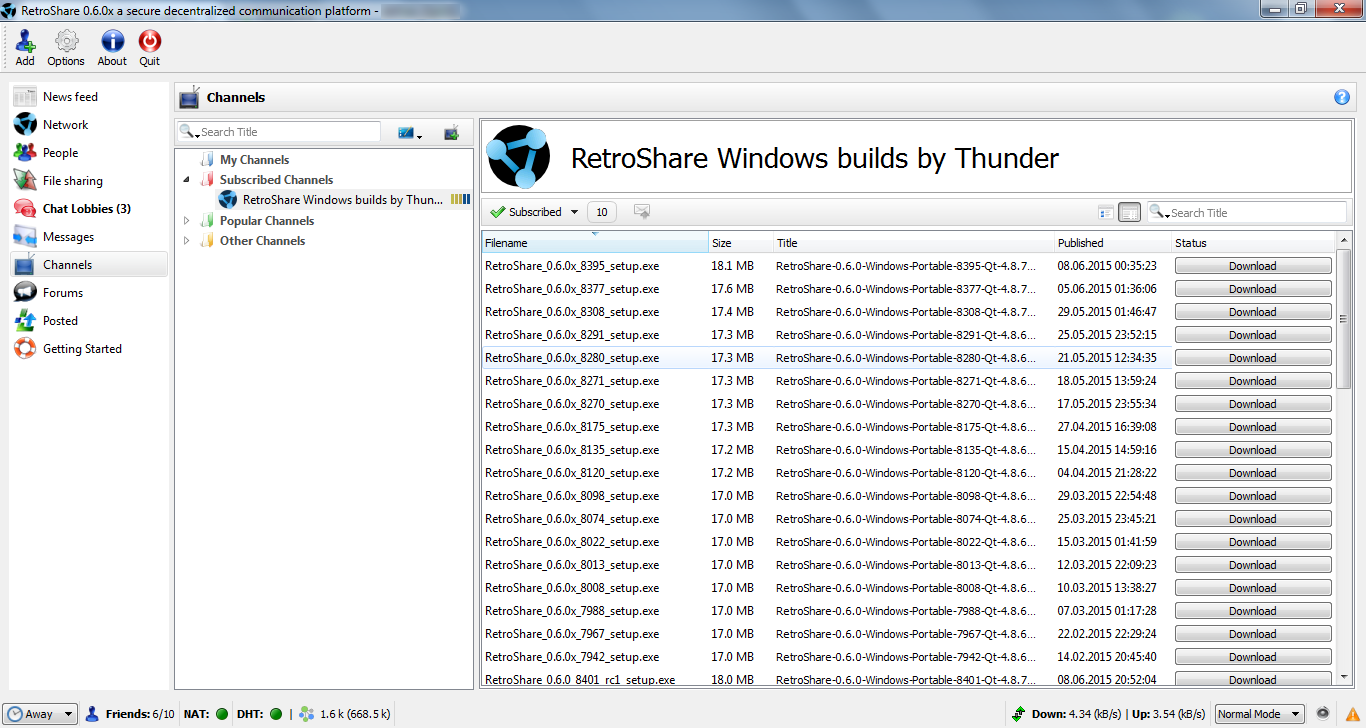 RetroShare 0.6.0x a secure decentralized communication platform -
Add Options About Quit
News feed
Network
People
File sharing
Chat Lobbies (3)
Messages
Channels
Forums
Posted
Getting Started
Channels
Search Title
My Channels
Subscribed Channels
RetroShare Windows builds by Thun...
Popular Channels
Other Channels
RetroShare Windows builds by Thunder
Subscribed 10 Search Title
Filename Size Title Published Status
RetroShare_0.6.0x_8395_setup.exe 18.1 MB RetroShare-0.6.0-Windows-Portable-8395-Qt-4.8.7... 08.06.2015 00:35:23 Download
RetroShare_0.6.0x_8377_setup.exe 17.6 MB RetroShare-0.6.0-Windows-Portable-8377-Qt-4.8.7... 05.06.2015 01:36:06 Download
RetroShare_0.6.0x_8308_setup.exe 17.4 MB RetroShare-0.6.0-Windows-Portable-8308-Qt-4.8.7... 29.05.2015 01:46:47 Download
RetroShare_0.6.0x_8291_setup.exe 17.3 MB RetroShare-0.6.0-Windows-Portable-8291-Qt-4.8.6... 25.05.2015 23:52:15 Download
RetroShare_0.6.0x_8280_setup.exe 17.3 MB RetroShare-0.6.0-Windows-Portable-8280-Qt-4.8.6... 21.05.2015 12:34:35 Download
RetroShare_0.6.0x_8271_setup.exe 17.3 MB RetroShare-0.6.0-Windows-Portable-8271-Qt-4.8.6... 18.05.2015 13:59:24 Download
RetroShare_0.6.0x_8270_setup.exe 17.3 MB RetroShare-0.6.0-Windows-Portable-8270-Qt-4.8.6... 17.05.2015 23:55:34 Download
RetroShare_0.6.0x_8175_setup.exe 17.3 MB RetroShare-0.6.0-Windows-Portable-8175-Qt-4.8.6... 27.04.2015 16:39:08 Download
RetroShare_0.6.0x_8135_setup.exe 17.2 MB RetroShare-0.6.0-Windows-Portable-8135-Qt-4.8.6... 15.04.2015 14:59:16 Download
RetroShare_0.6.0x_8120_setup.exe 17.2 MB RetroShare-0.6.0-Windows-Portable-8120-Qt-4.8.6... 04.04.2015 21:28:22 Download
RetroShare_0.6.0x_8098_setup.exe 17.0 MB RetroShare-0.6.0-Windows-Portable-8098-Qt-4.8.6... 29.03.2015 22:54:48 Download
RetroShare_0.6.0x_8074_setup.exe 17.0 MB RetroShare-0.6.0-Windows-Portable-8074-Qt-4.8.6... 25.03.2015 23:45:21 Download
RetroShare_0.6.0x_8022_setup.exe 17.0 MB RetroShare-0.6.0-Windows-Portable-8022-Qt-4.8.6... 15.03.2015 01:41:59 Download
RetroShare_0.6.0x_8013_setup.exe 17.0 MB RetroShare-0.6.0-Windows-Portable-8013-Qt-4.8.6... 12.03.2015 22:09:23 Download
RetroShare_0.6.0x_8008_setup.exe 17.0 MB RetroShare-0.6.0-Windows-Portable-8008-Qt-4.8.6... 10.03.2015 13:38:27 Download
RetroShare_0.6.0x_7988_setup.exe 17.0 MB RetroShare-0.6.0-Windows-Portable-7988-Qt-4.8.6... 07.03.2015 01:17:28 Download
RetroShare_0.6.0x_7967_setup.exe 17.0 MB RetroShare-0.6.0-Windows-Portable-7967-Qt-4.8.6... 22.02.2015 22:29:24 Download
RetroShare_0.6.0x_7942_setup.exe 17.0 MB RetroShare-0.6.0-Windows-Portable-7942-Qt-4.8.6... 14.02.2015 20:45:40 Download
RetroShare_0.6.0_8401_rc1_setup.exe 18.0 MB RetroShare-0.6.0-Windows-Portable-8401-Qt-4.8.7... 08.06.2015 20:52:04 Download
Away Friends: 6/10 NAT: DHT: | 1.6 k (668.5 k) Down: 4.34 (kB/s) | Up: 3.54 (kB/s) Normal Mode